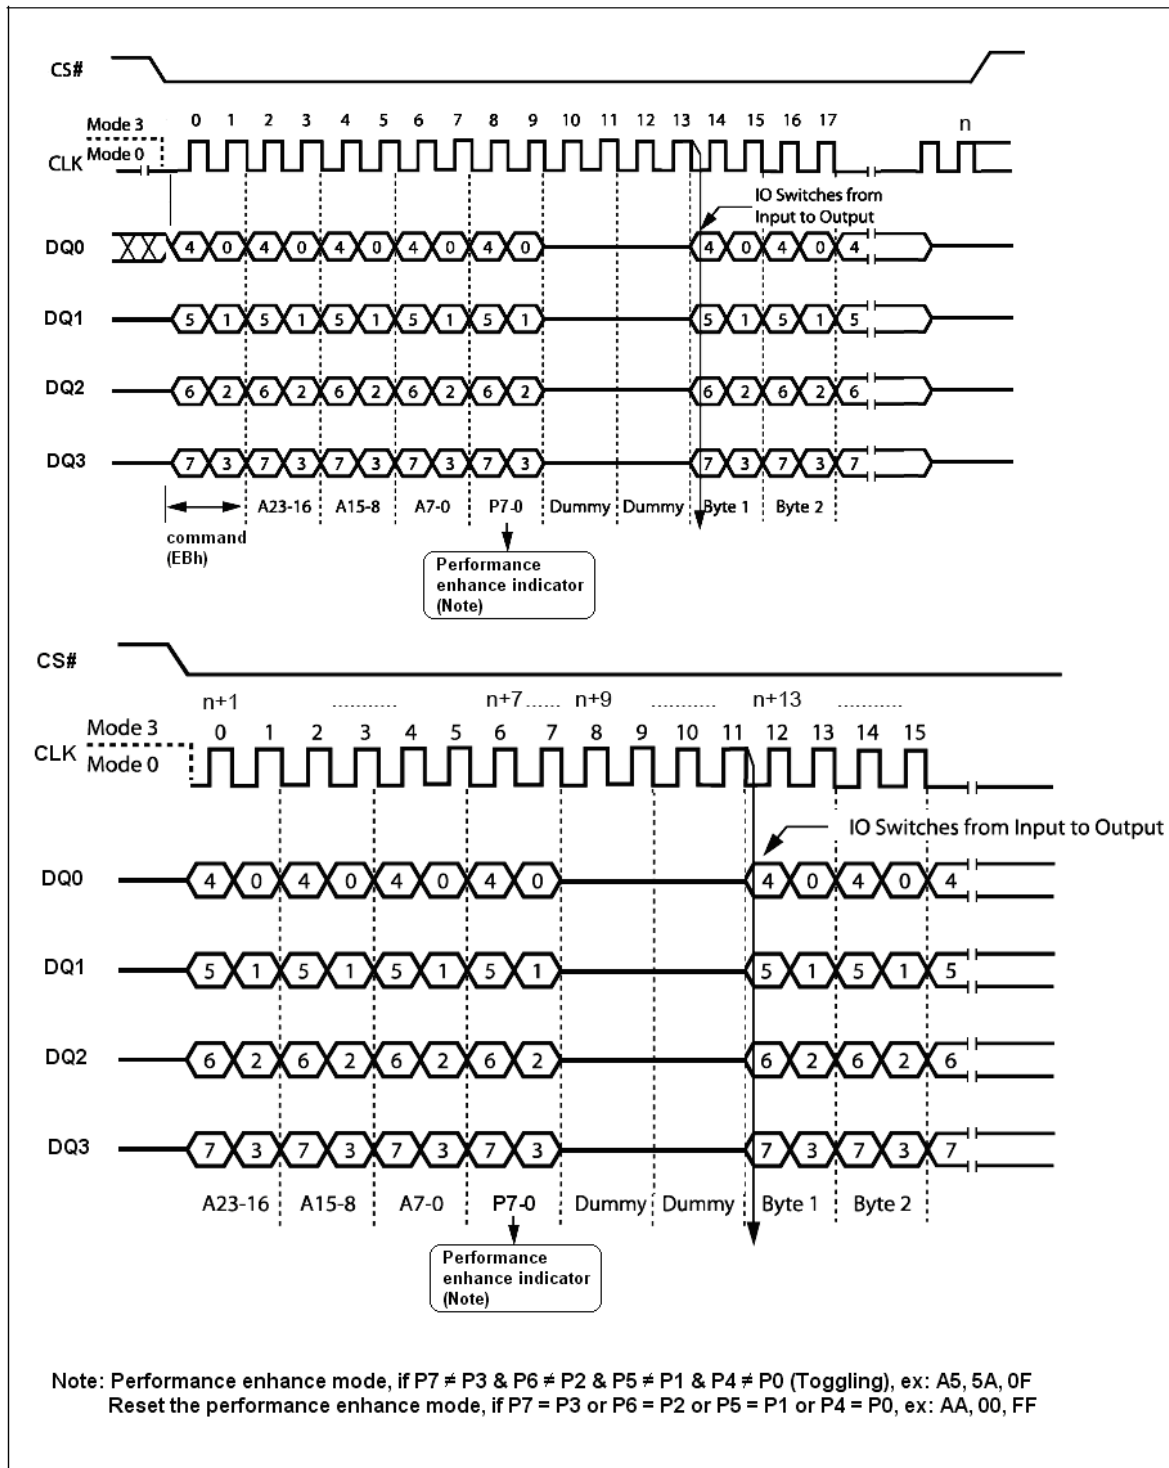 CS#
0 1 2 3 4 5 6 7 8 9 10 11 12 13 14 15 16 17 n
Mode 3
Mode 0
CLK
IO Switches from
Input to Output
DQ0 4 0 4 0 4 0 4 0 4 0 4 0 4 0 4
DQ1 5 1 5 1 5 1 5 1 5 1 5 1 5 1 5
DQ2 6 2 6 2 6 2 6 2 6 2 6 2 6 2 6
DQ3 7 3 7 3 7 3 7 3 7 3 7 3 7 3 7
A23-16 A15-8 A7-0 P7-0 Dummy Dummy Byte 1 Byte 2
command
(EBh)
Performance
enhance indicator
(Note)
CS#
n+1 ........... n+7 ...... n+9 ........... n+13 ...........
0 1 2 3 4 5 6 7 8 9 10 11 12 13 14 15
Mode 3
CLK
Mode 0
IO Switches from Input to Output
DQ0 4 0 4 0 4 0 4 0 4 0 4 0 4
DQ1 5 1 5 1 5 1 5 1 5 1 5 1 5
DQ2 6 2 6 2 6 2 6 2 6 2 6 2 6
DQ3 7 3 7 3 7 3 7 3 7 3 7 3 7
A23-16 A15-8 A7-0 P7-0 Dummy Dummy Byte 1 Byte 2
Performance
enhance indicator
(Note)
Note: Performance enhance mode, if P7 ≠ P3 & P6 ≠ P2 & P5 ≠ P1 & P4 ≠ P0 (Toggling), ex: A5, 5A, 0F
Reset the performance enhance mode, if P7 = P3 or P6 = P2 or P5 = P1 or P4 = P0, ex: AA, 00, FF